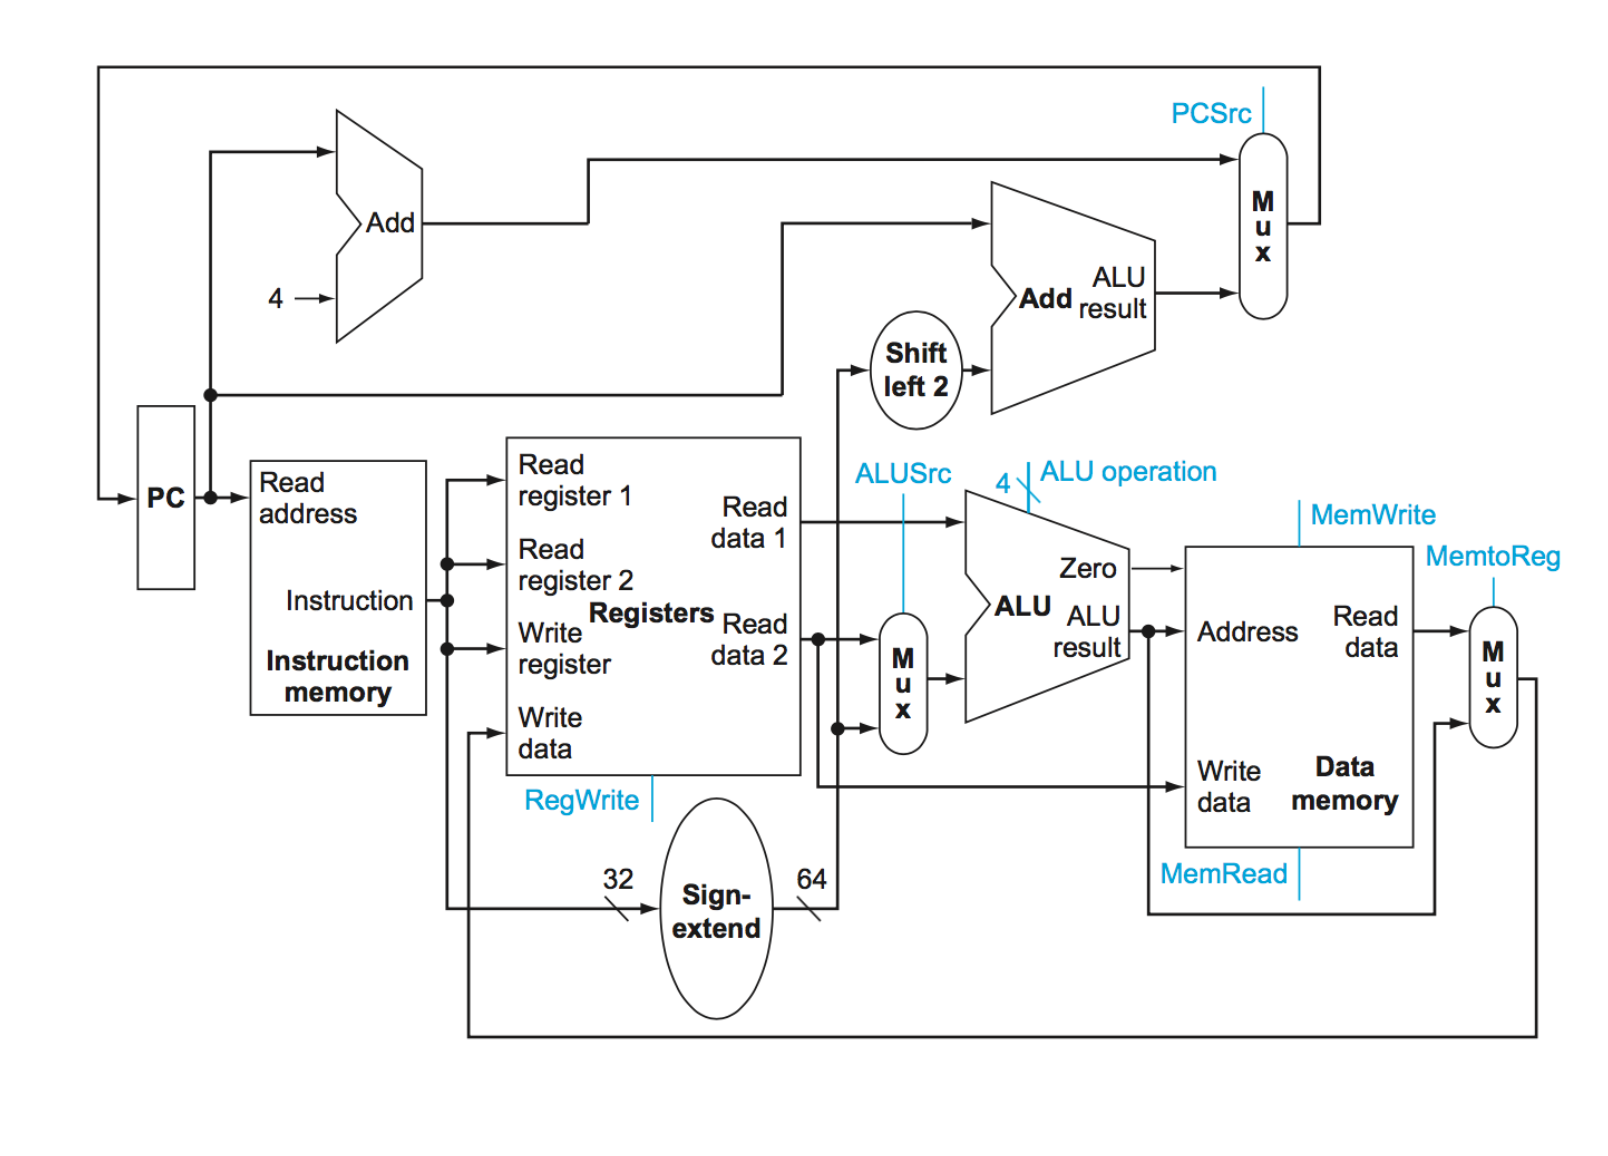 PCSrc
M
u
x
Add
4
ALU
Add result
Shift
left 2
PC
Read
address
Instruction
Instruction
memory
Read
register 1
Read
data 1
Read
register 2
Registers
Write
register
Read
data 2
Write
data
RegWrite
ALUSrc
M
u
x
4
ALU operation
Zero
ALU
ALU
result
MemWrite
MemtoReg
Address
Read
data
Write
data
Data
memory
MemRead
M
u
x
32
Sign-
extend
64